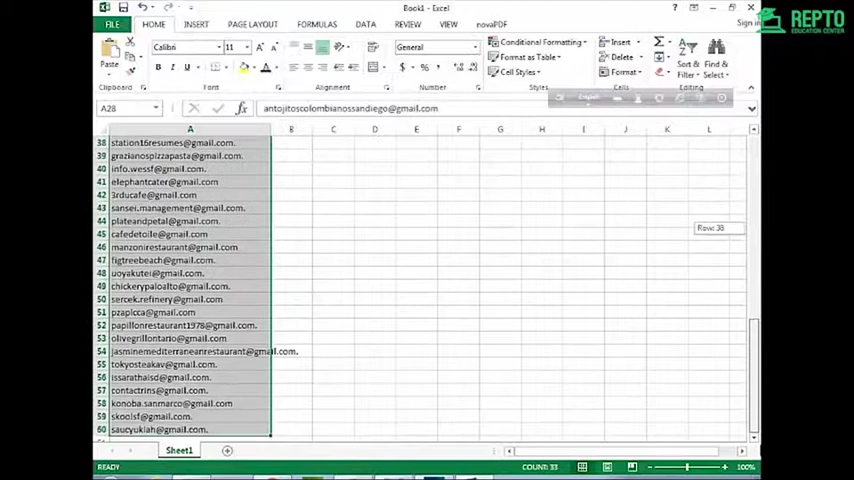 Book1 - Excel
Sign in
REPTO
EDUCATION CENTER
FILE HOME INSERT PAGE LAYOUT FORMULAS DATA REVIEW VIEW novaPDF
Paste
Calibri 11
B I U
General
$ % ,
Conditional Formatting
Format as Table
Cell Styles
Insert
Delete
Format
Sort & Filter
Find & Select
Clipboard Font Alignment Number Styles Cells Editing
English
A28 fx antojitoscolombianossandiego@gmail.com
A B C D E F G H I J K L
38 station16resumes@gmail.com.
39 grazianospizzapasta@gmail.com.
40 info.wessf@gmail.com.
41 elephantcater@gmail.com
42 3rducafe@gmail.com
43 sansei.management@gmail.com.
44 plateandpetal@gmail.com.
45 cafedetoile@gmail.com
46 manzonirestaurant@gmail.com
47 figtreebeach@gmail.com.
48 uoyakutei@gmail.com.
49 chickerypaloalto@gmail.com.
50 sercek.refinery@gmail.com
51 pzaplcca@gmail.com
52 papillonrestaurant1978@gmail.com.
53 olivegrill@gmail.com
54 jasminemediterraneanrestaurant@gmail.com.
55 tokyosteakav@gmail.com.
56 issarathaisd@gmail.com.
57 contactrins@gmail.com.
58 konoba.sanmarco@gmail.com
59 skoolsf@gmail.com.
60 saucyukiah@gmail.com.
Row: 38
Sheet1
READY
COUNT: 33
100%